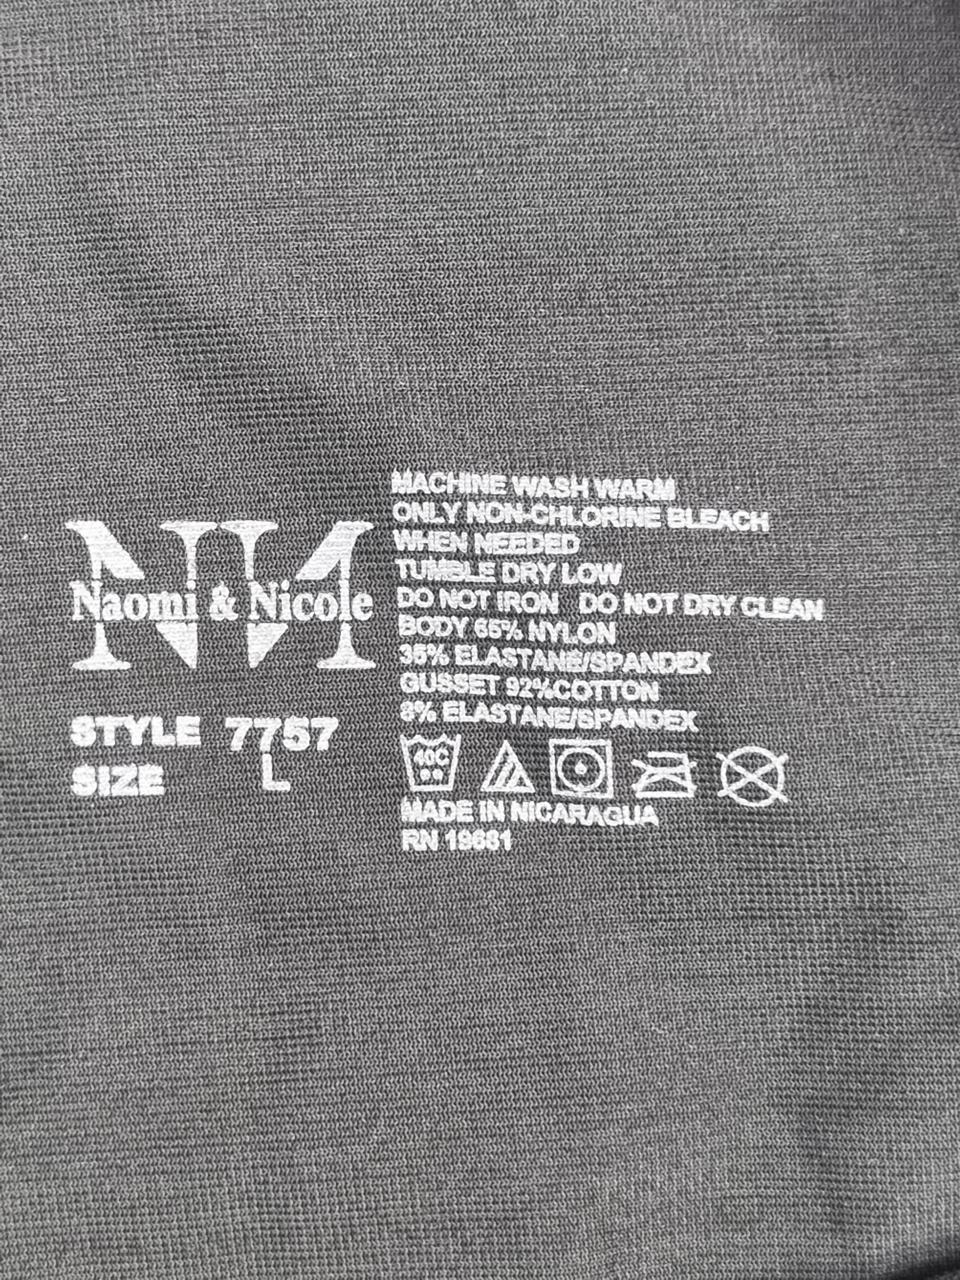 Naomi & Nicole
STYLE 7757
SIZE L
MACHINE WASH WARM
ONLY NON-CHLORINE BLEACH
WHEN NEEDED
TUMBLE DRY LOW
DO NOT IRON DO NOT DRY CLEAN
BODY 65% NYLON
35% ELASTANE/SPANDEX
GUSSET 92%COTTON
8% ELASTANE/SPANDEX
40C
MADE IN NICARAGUA
RN 19681